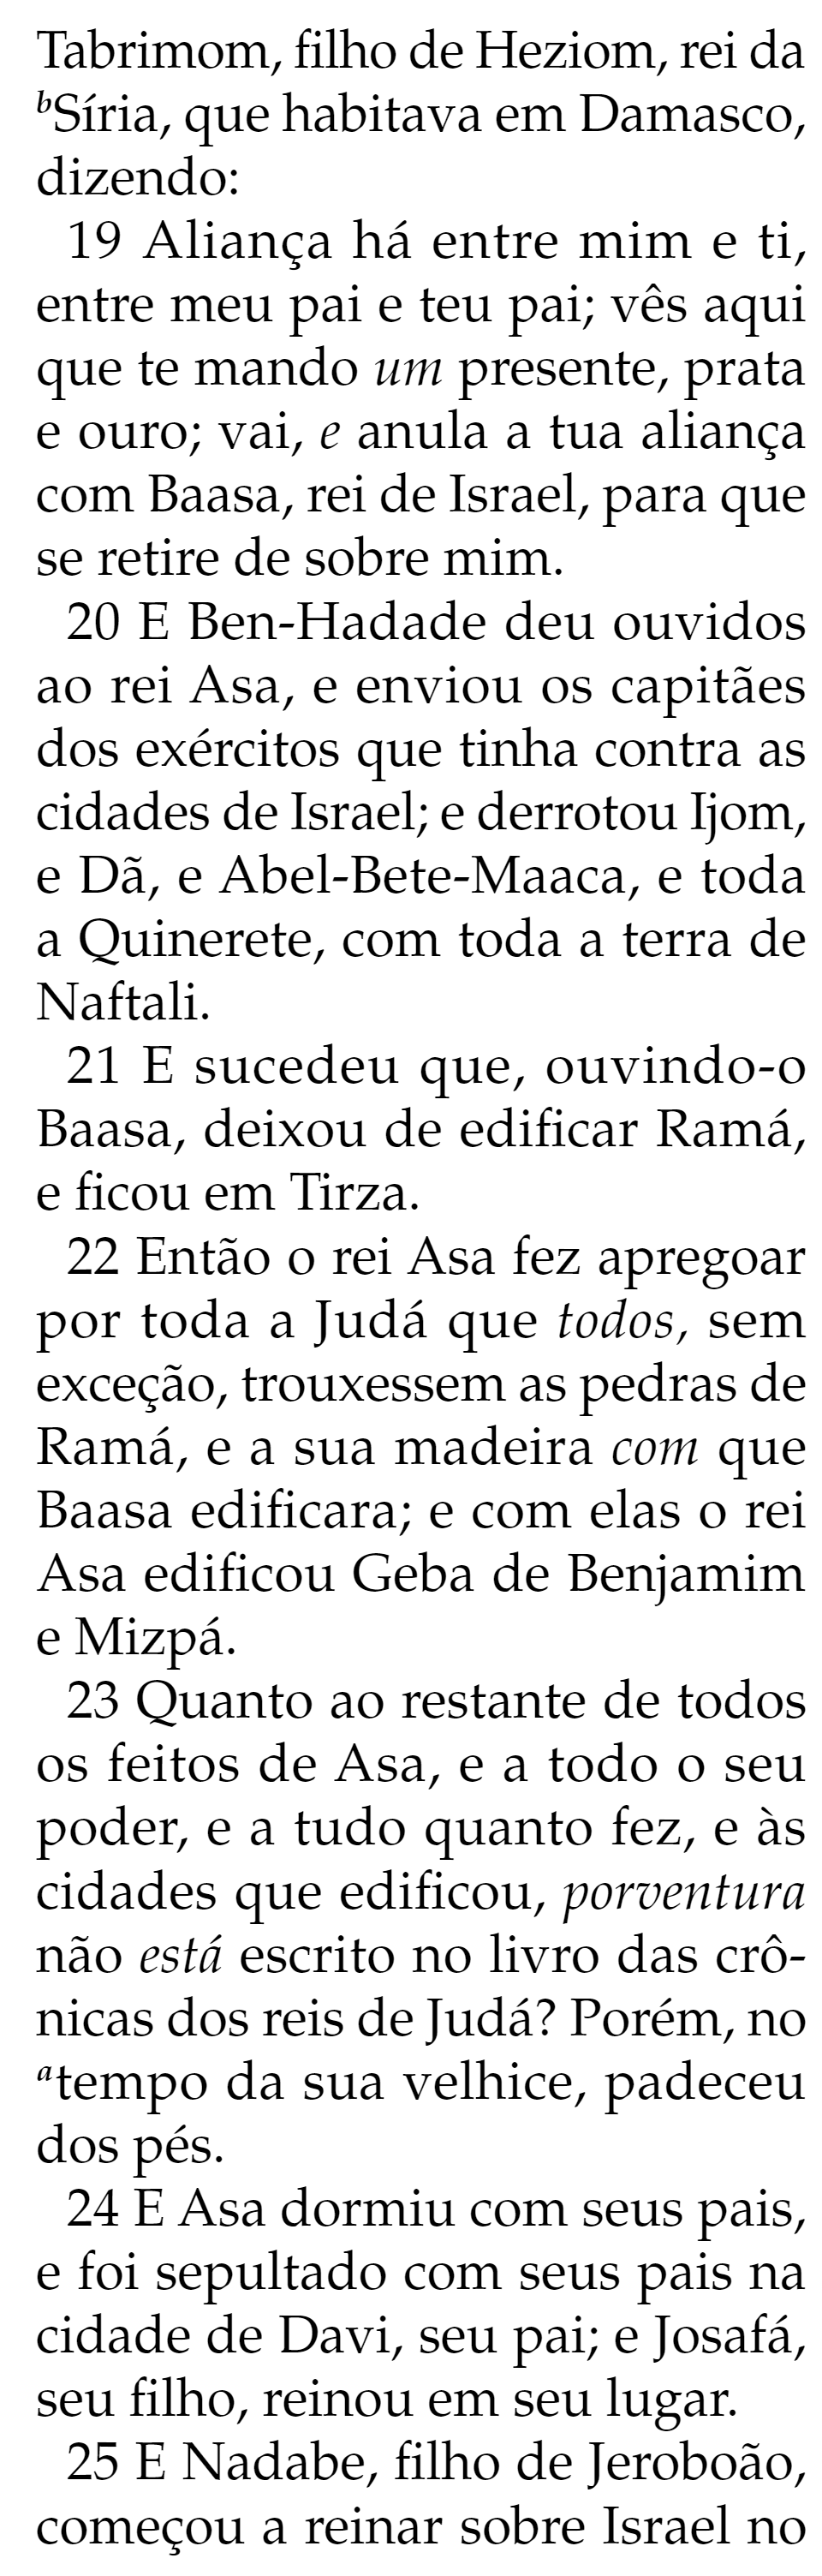 Tabrimom, filho de Heziom, rei da
bSíria, que habitava em Damasco,
dizendo:
19 Aliança há entre mim e ti,
entre meu pai e teu pai; vês aqui
que te mando um presente, prata
e ouro; vai, e anula a tua aliança
com Baasa, rei de Israel, para que
se retire de sobre mim.
20 E Ben-Hadade deu ouvidos
ao rei Asa, e enviou os capitães
dos exércitos que tinha contra as
cidades de Israel; e derrotou Ijom,
e Dã, e Abel-Bete-Maaca, e toda
a Quinerete, com toda a terra de
Naftali.
21 E sucedeu que, ouvindo-o
Baasa, deixou de edificar Ramá,
e ficou em Tirza.
22 Então o rei Asa fez apregoar
por toda a Judá que todos, sem
exceção, trouxessem as pedras de
Ramá, e a sua madeira com que
Baasa edificara; e com elas o rei
Asa edificou Geba de Benjamim
e Mizpá.
23 Quanto ao restante de todos
os feitos de Asa, e a todo o seu
poder, e a tudo quanto fez, e às
cidades que edificou, porventura
não está escrito no livro das crô-
nicas dos reis de Judá? Porém, no
atempo da sua velhice, padeceu
dos pés.
24 E Asa dormiu com seus pais,
e foi sepultado com seus pais na
cidade de Davi, seu pai; e Josafá,
seu filho, reinou em seu lugar.
25 E Nadabe, filho de Jeroboão,
começou a reinar sobre Israel no